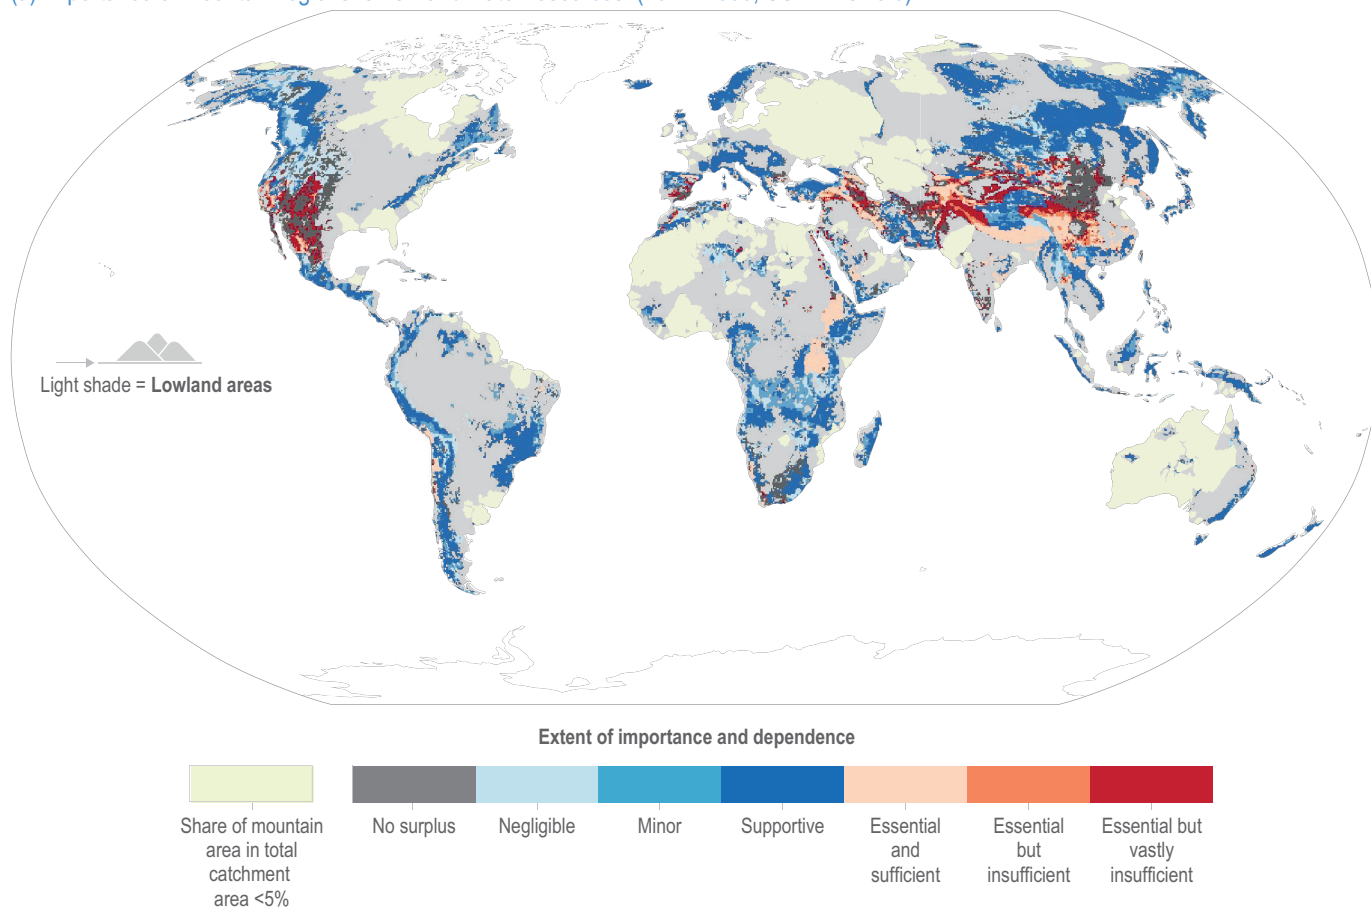 Light shade = Lowland areas
Extent of importance and dependence
Share of mountain
area in total
catchment
area <5%
No surplus
Negligible
Minor
Supportive
Essential
and
sufficient
Essential
but
insufficient
Essential but
vastly
insufficient